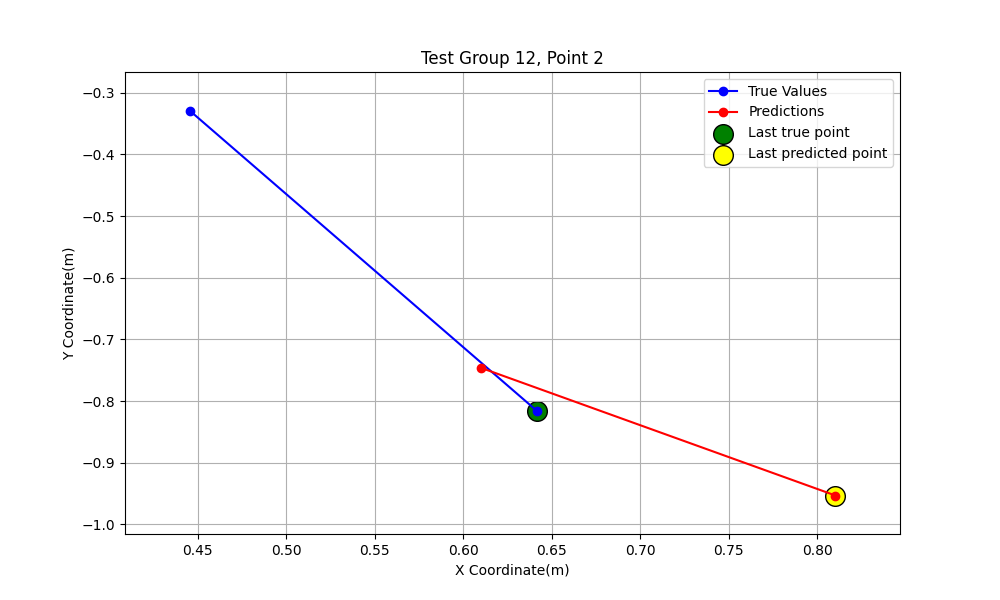 Test Group 12, Point 2
True Values
Predictions
Last true point
Last predicted point
Y Coordinate(m)
−0.3
−0.4
−0.5
−0.6
−0.7
−0.8
−0.9
−1.0
0.45 0.50 0.55 0.60 0.65 0.70 0.75 0.80
X Coordinate(m)